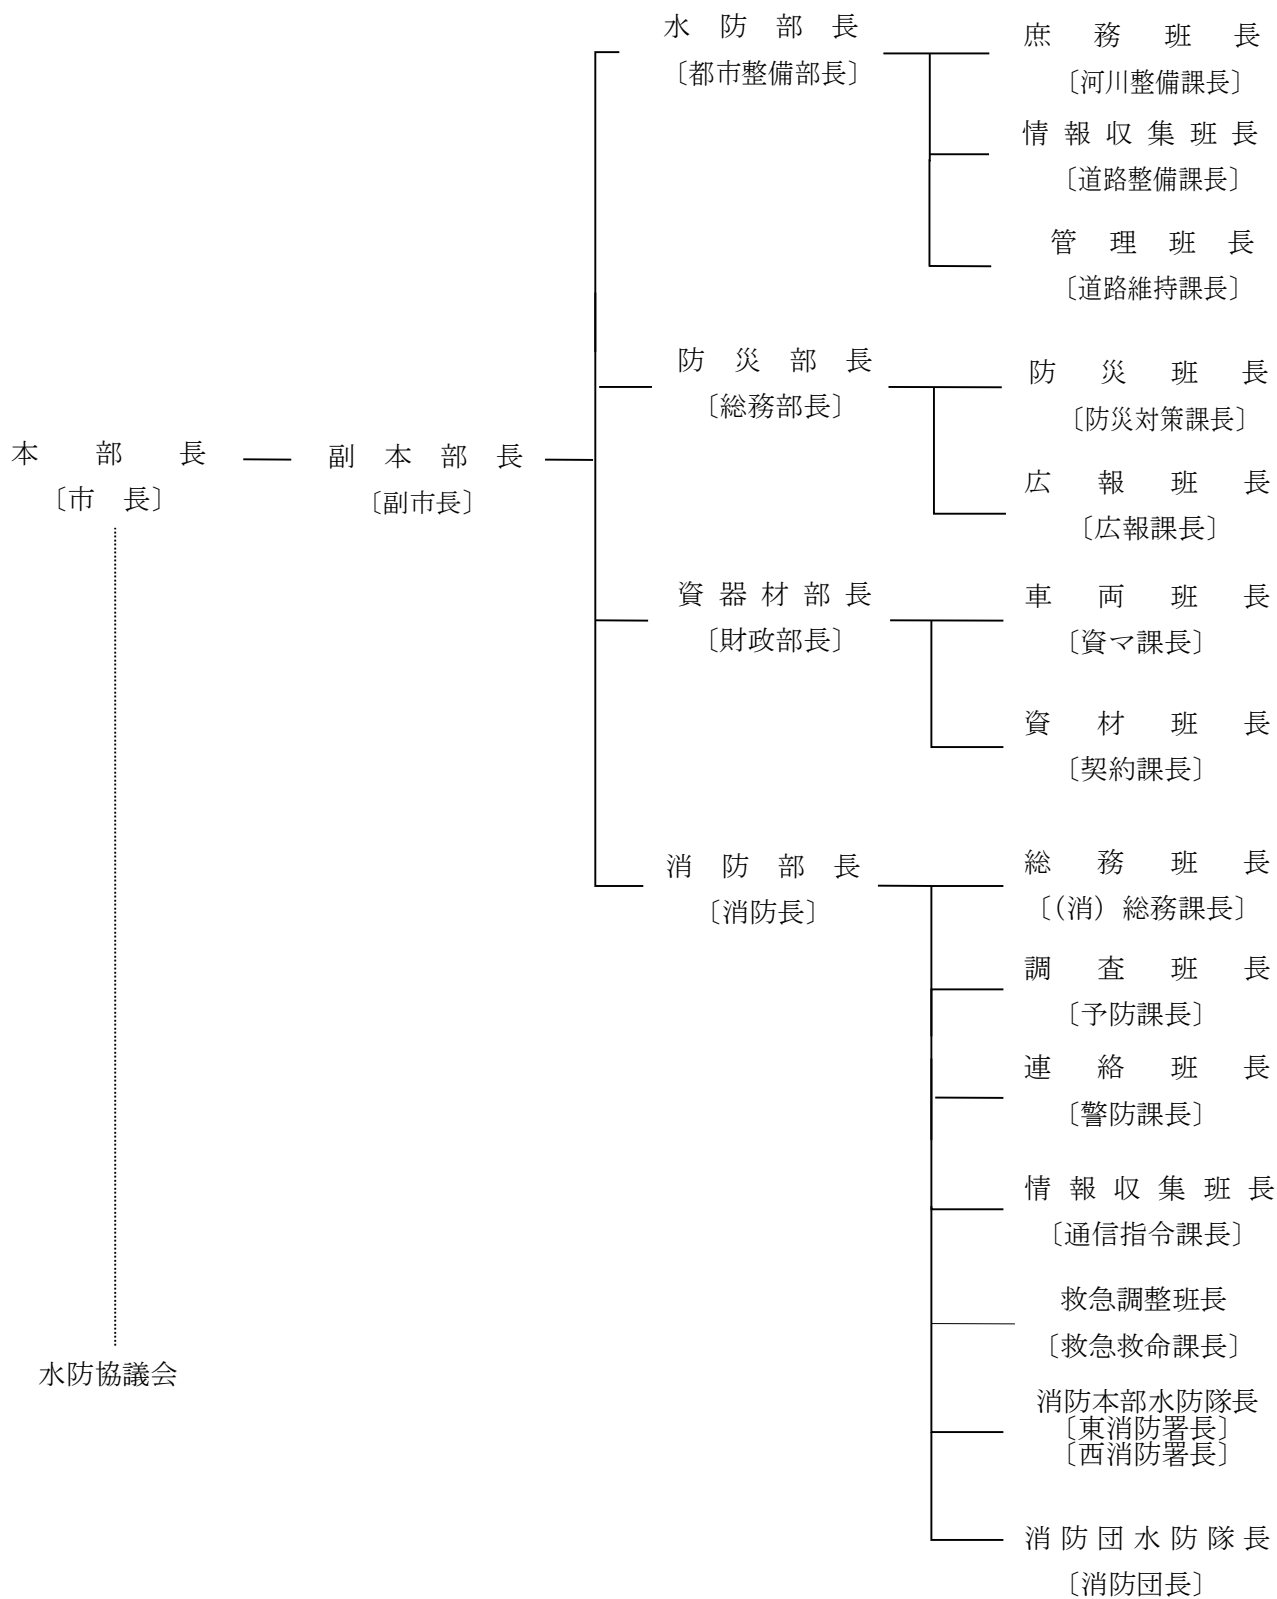 本部長
〔市　長〕
水防協議会
副本部長
〔副市長〕
水防部長
〔都市整備部長〕
庶務班長
〔河川整備課長〕
情報収集班長
〔道路整備課長〕
管理班長
〔道路維持課長〕
防災部長
〔総務部長〕
防災班長
〔防災対策課長〕
広報班長
〔広報課長〕
資器材部長
〔財政部長〕
車両班長
〔資マ課長〕
資材班長
〔契約課長〕
消防部長
〔消防長〕
総務班長
〔(消) 総務課長〕
調査班長
〔予防課長〕
連絡班長
〔警防課長〕
情報収集班長
〔通信指令課長〕
救急調整班長
〔救急救命課長〕
消防本部水防隊長
〔東消防署長〕
〔西消防署長〕
消防団水防隊長
〔消防団長〕